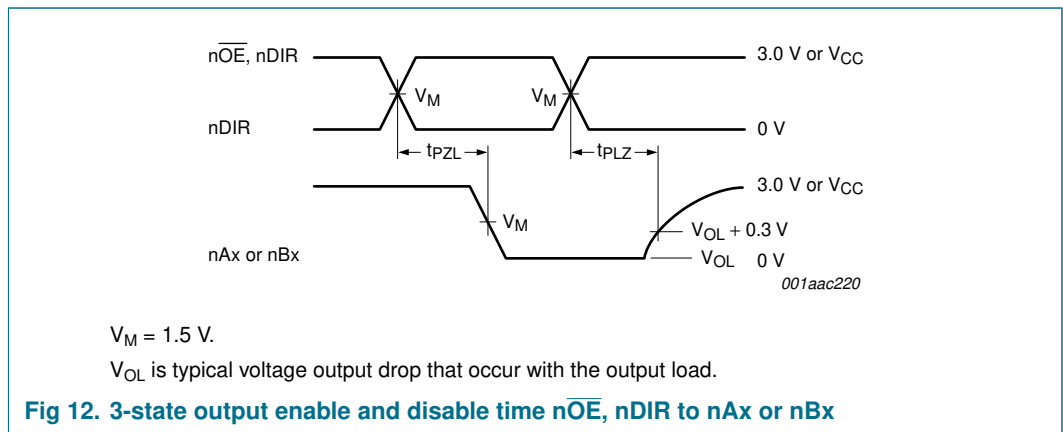 nOE, nDIR
3.0 V or VCC
VM VM
nDIR
0 V
tPZL tPLZ
3.0 V or VCC
VM
VOL + 0.3 V
nAx or nBx
VOL 0 V
001aac220
VM = 1.5 V.
VOL is typical voltage output drop that occur with the output load.
Fig 12. 3-state output enable and disable time nOE, nDIR to nAx or nBx